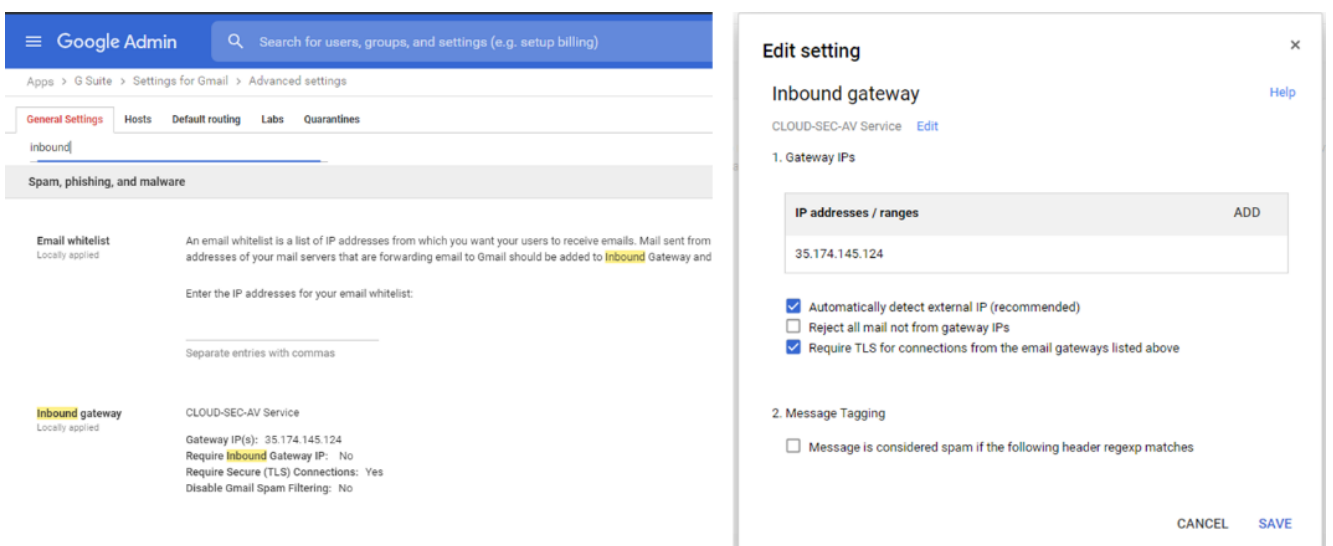 Google Admin
Search for users, groups, and settings (e.g. setup billing)
Apps > G Suite > Settings for Gmail > Advanced settings
General Settings Hosts Default routing Labs Quarantines
inbound
Spam, phishing, and malware
Email whitelist
Locally applied
An email whitelist is a list of IP addresses from which you want your users to receive emails. Mail sent from
addresses of your mail servers that are forwarding email to Gmail should be added to Inbound Gateway and
Enter the IP addresses for your email whitelist:
Separate entries with commas
Inbound gateway
Locally applied
CLOUD-SEC-AV Service
Gateway IP(s): 35.174.145.124
Require Inbound Gateway IP: No
Require Secure (TLS) Connections: Yes
Disable Gmail Spam Filtering: No
Edit setting ×
Inbound gateway Help
CLOUD-SEC-AV Service Edit
1. Gateway IPs
IP addresses / ranges ADD
35.174.145.124
Automatically detect external IP (recommended)
Reject all mail not from gateway IPs
Require TLS for connections from the email gateways listed above
2. Message Tagging
Message is considered spam if the following header regexp matches
CANCEL SAVE